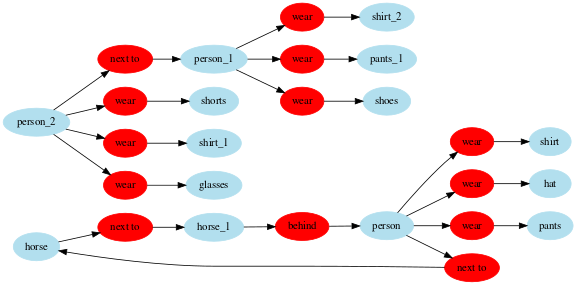 wear shirt_2
next to person_1 wear pants_1
person_2 wear shorts wear shoes
wear shirt_1 wear shirt
wear glasses wear hat
horse next to horse_1 behind person wear pants
next to